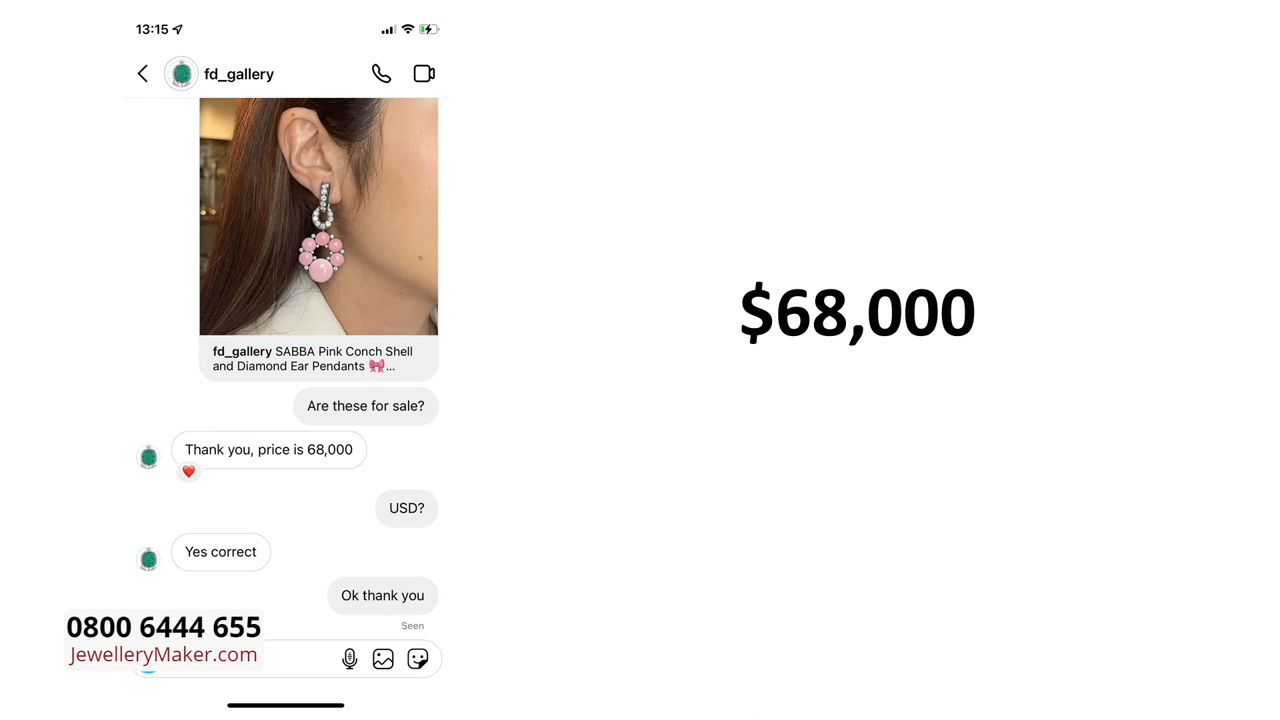 13:15
fd_gallery
fd_gallery SABBA Pink Conch Shell
and Diamond Ear Pendants 🎀...
Are these for sale?
Thank you, price is 68,000
❤️
USD?
Yes correct
Ok thank you
Seen
0800 6444 655
JewelleryMaker.com
$68,000